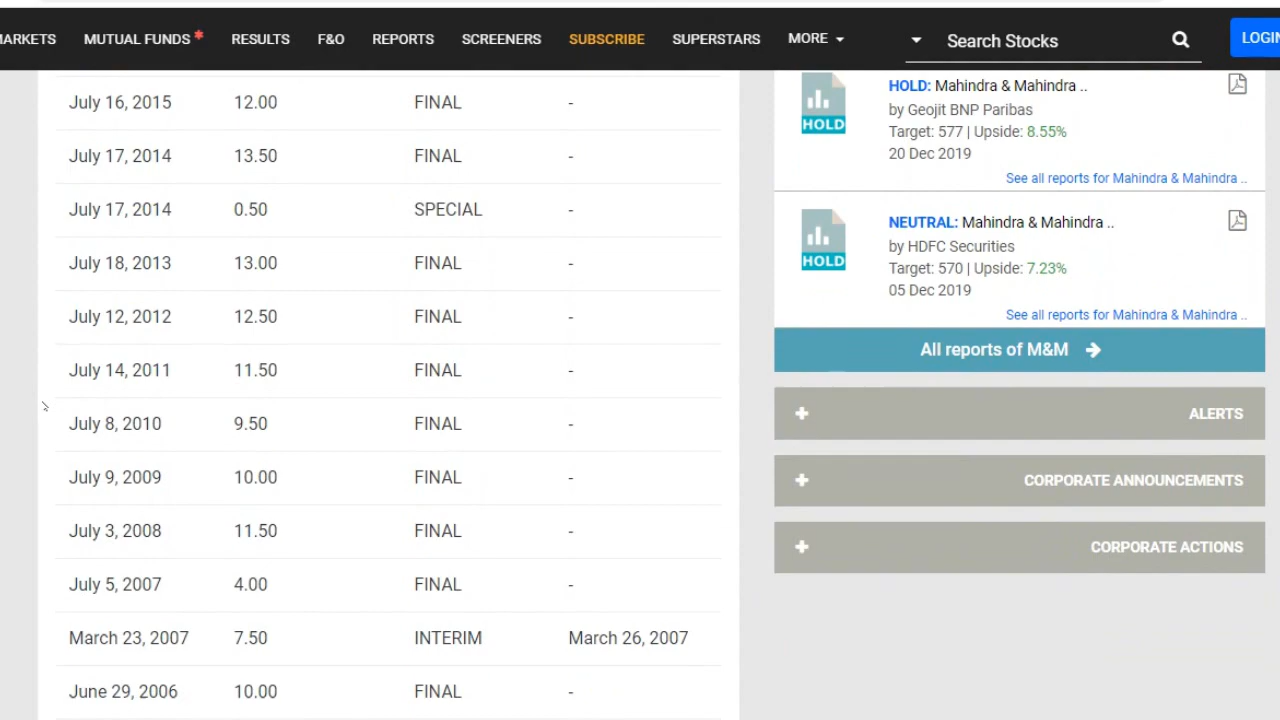 MARKETS MUTUAL FUNDS * RESULTS F&O REPORTS SCREENERS SUBSCRIBE SUPERSTARS MORE Search Stocks LOGIN
July 16, 2015 12.00 FINAL -
July 17, 2014 13.50 FINAL -
July 17, 2014 0.50 SPECIAL -
July 18, 2013 13.00 FINAL -
July 12, 2012 12.50 FINAL -
July 14, 2011 11.50 FINAL -
July 8, 2010 9.50 FINAL -
July 9, 2009 10.00 FINAL -
July 3, 2008 11.50 FINAL -
July 5, 2007 4.00 FINAL -
March 23, 2007 7.50 INTERIM March 26, 2007
June 29, 2006 10.00 FINAL -
HOLD
HOLD: Mahindra & Mahindra ..
by Geojit BNP Paribas
Target: 577 | Upside: 8.55%
20 Dec 2019
See all reports for Mahindra & Mahindra ..
HOLD
NEUTRAL: Mahindra & Mahindra ..
by HDFC Securities
Target: 570 | Upside: 7.23%
05 Dec 2019
See all reports for Mahindra & Mahindra ..
All reports of M&M
ALERTS
CORPORATE ANNOUNCEMENTS
CORPORATE ACTIONS